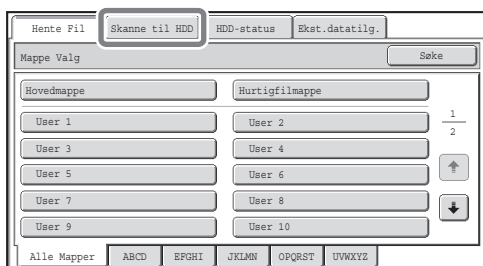 Hente Fil Skanne til HDD HDD-status Ekst.datatilg.
Mappe Valg Søke
Hovedmappe Hurtigfilmappe
User 1 User 2
User 3 User 4
User 5 User 6
User 7 User 8
User 9 User 10
1
2
Alle Mapper ABCD EFGHI JKLMN OPQRST UVWXYZ